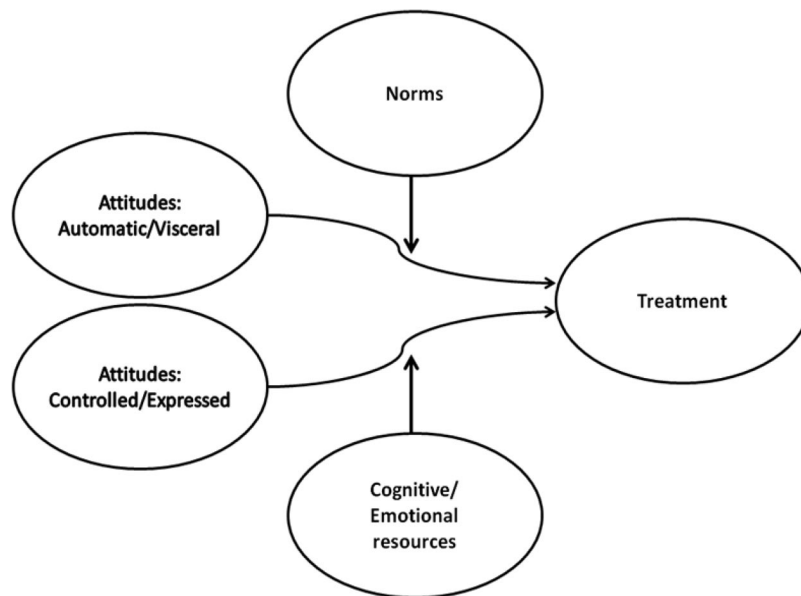 Norms
Attitudes:
Automatic/Visceral
Treatment
Attitudes:
Controlled/Expressed
Cognitive/
Emotional
resources